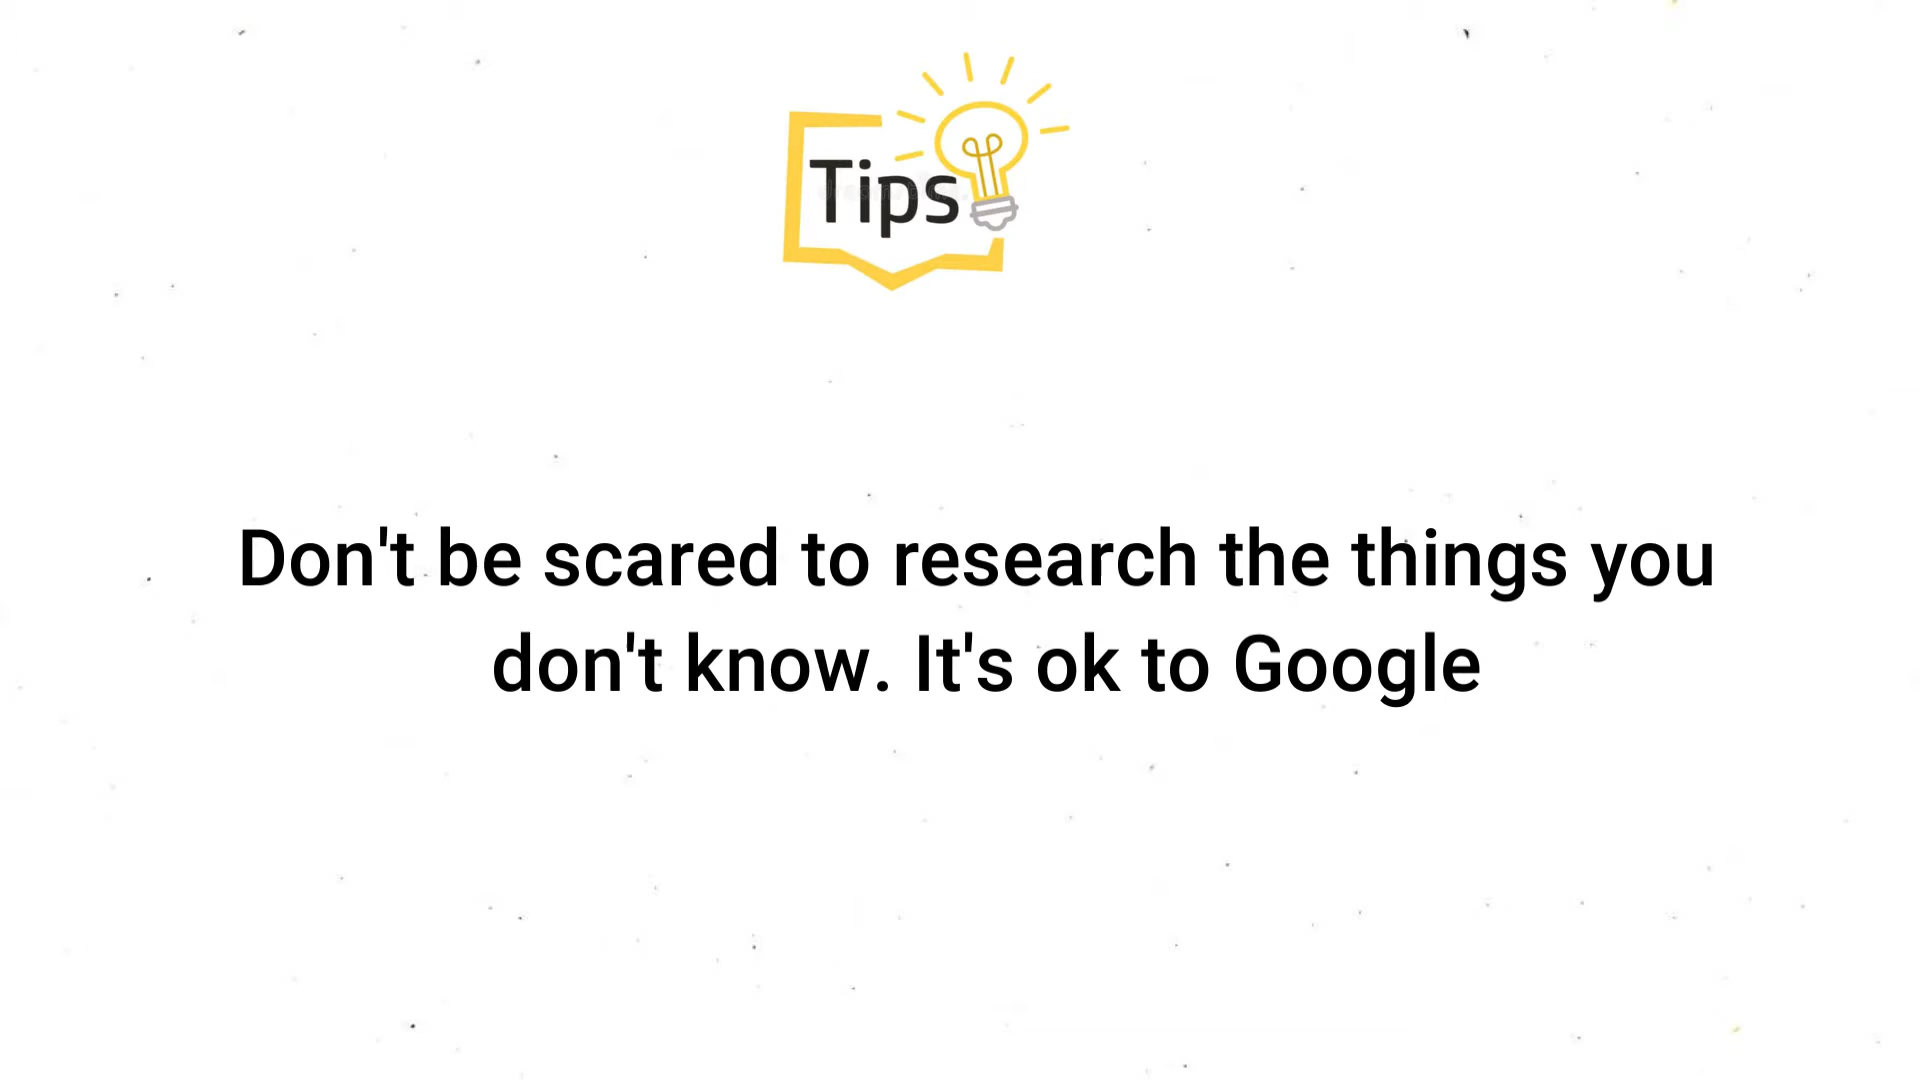 Tips
Don't be scared to research the things you
don't know. It's ok to Google